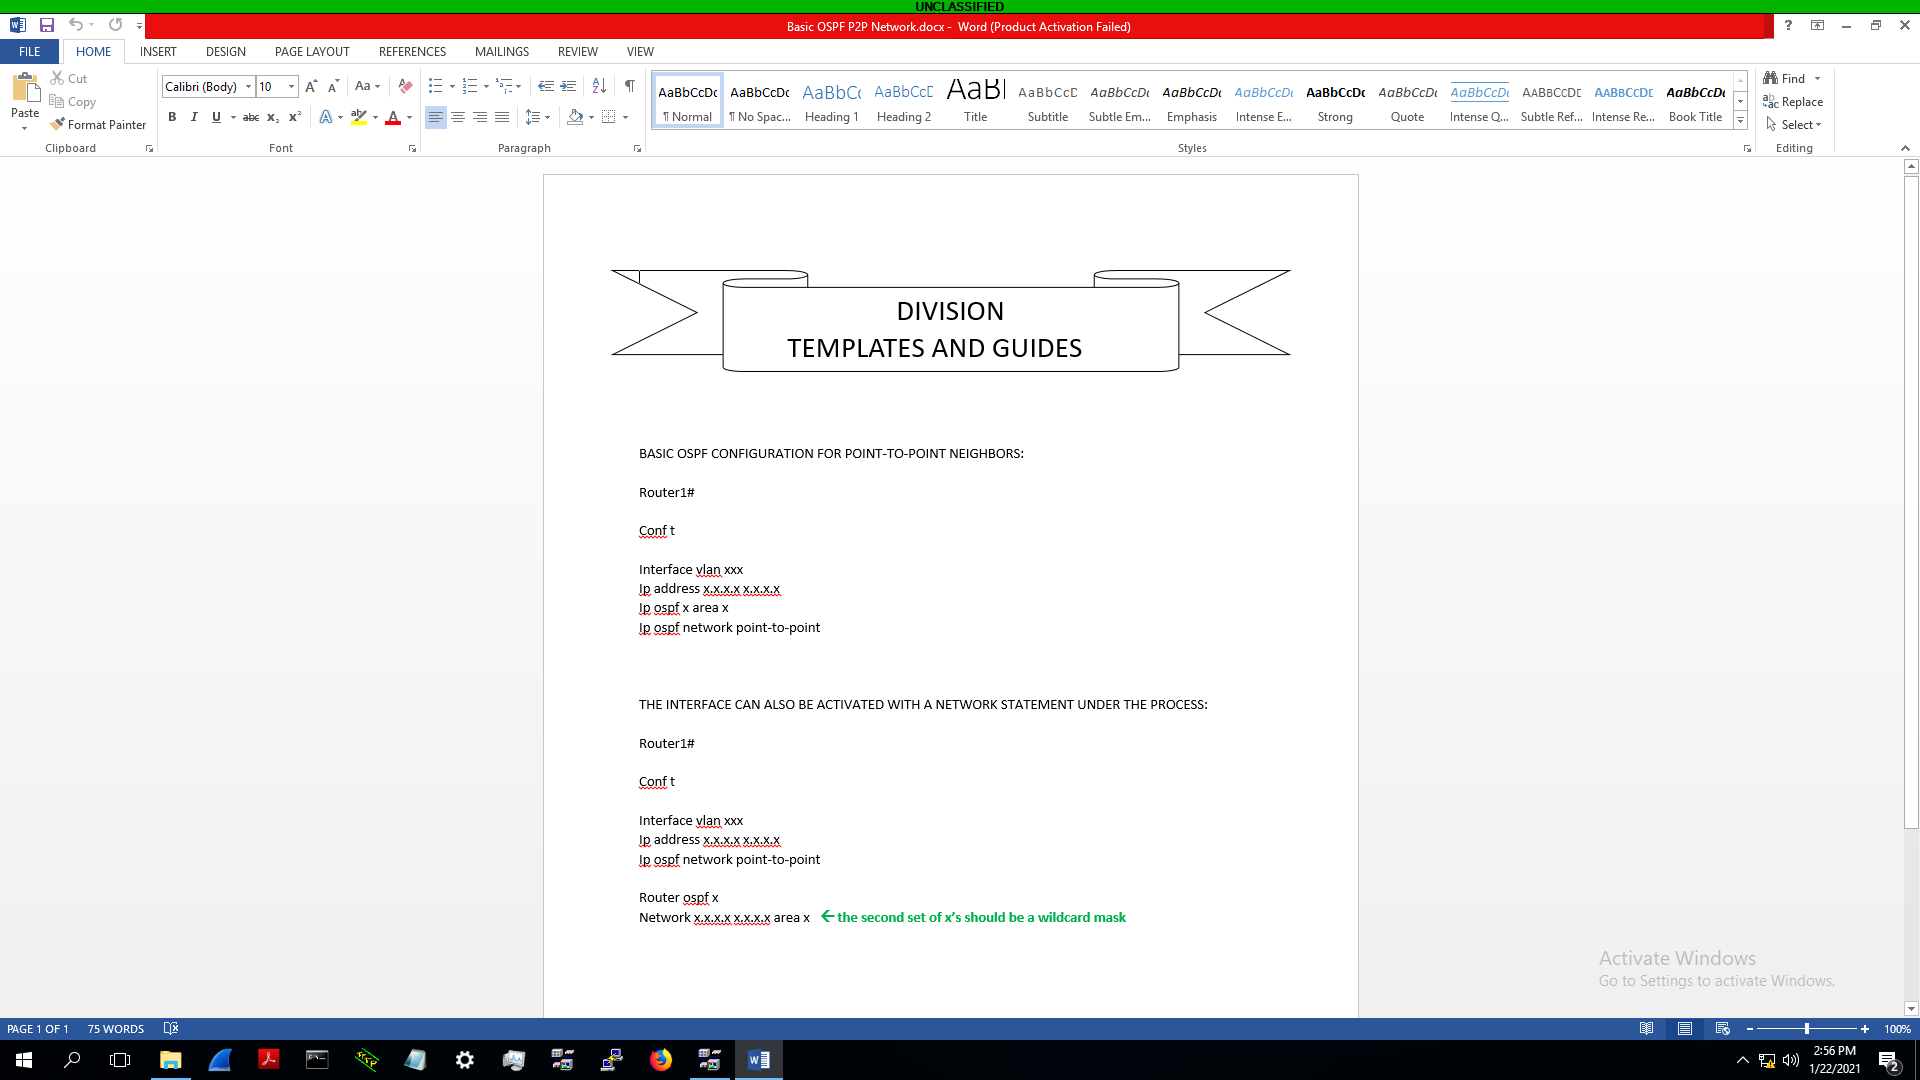 UNCLASSIFIED
Basic OSPF P2P Network.docx - Word (Product Activation Failed)
FILE HOME INSERT DESIGN PAGE LAYOUT REFERENCES MAILINGS REVIEW VIEW
Cut
Copy
Format Painter
Paste
Clipboard
Calibri (Body) 10
Font
Paragraph
AaBbCcDc AaBbCcDc AaBbCc AaBbCcD AaBl AaBbCcD AaBbCcDc AaBbCcDc AaBbCcDc AaBbCcDc AaBbCcDc AaBbCcDc AABBCCDE AABBCCDE AaBbCcDc
¶ Normal ¶ No Spac... Heading 1 Heading 2 Title Subtitle Subtle Em... Emphasis Intense E... Strong Quote Intense Q... Subtle Ref... Intense Re... Book Title
Styles
Find
Replace
Select
Editing
DIVISION
TEMPLATES AND GUIDES
BASIC OSPF CONFIGURATION FOR POINT-TO-POINT NEIGHBORS:
Router1#
Conf t
Interface vlan xxx
Ip address x.x.x.x x.x.x.x
Ip ospf x area x
Ip ospf network point-to-point
THE INTERFACE CAN ALSO BE ACTIVATED WITH A NETWORK STATEMENT UNDER THE PROCESS:
Router1#
Conf t
Interface vlan xxx
Ip address x.x.x.x x.x.x.x
Ip ospf network point-to-point
Router ospf x
Network x.x.x.x x.x.x.x area x ← the second set of x's should be a wildcard mask
Activate Windows
Go to Settings to activate Windows.
PAGE 1 OF 1 75 WORDS 100%
2:56 PM
1/22/2021
2